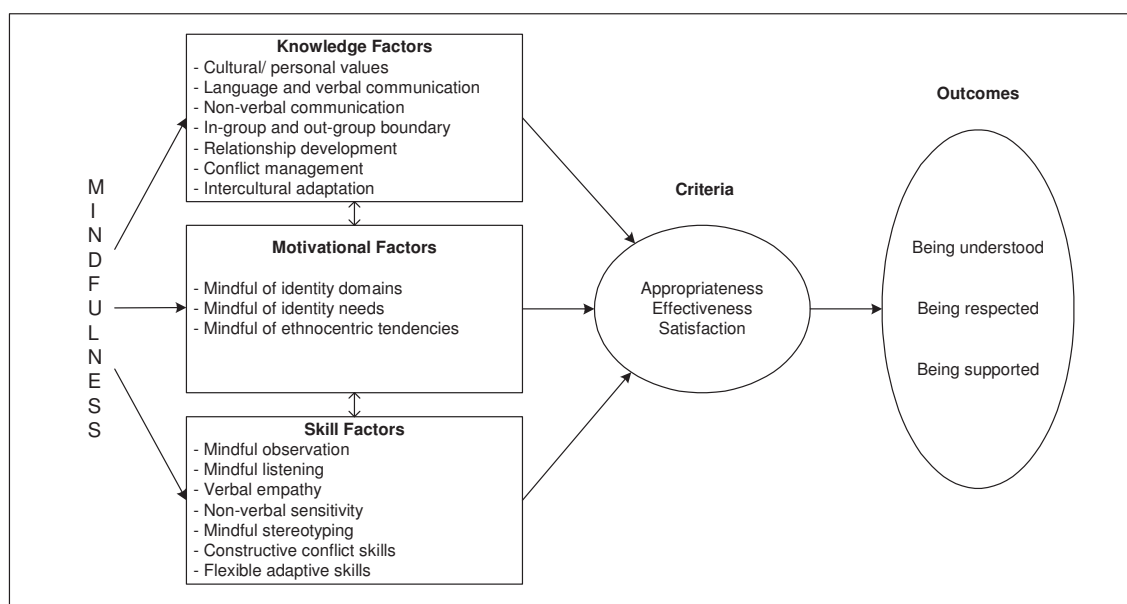 MINDFULNESS
Knowledge Factors
- Cultural/ personal values
- Language and verbal communication
- Non-verbal communication
- In-group and out-group boundary
- Relationship development
- Conflict management
- Intercultural adaptation
Motivational Factors
- Mindful of identity domains
- Mindful of identity needs
- Mindful of ethnocentric tendencies
Skill Factors
- Mindful observation
- Mindful listening
- Verbal empathy
- Non-verbal sensitivity
- Mindful stereotyping
- Constructive conflict skills
- Flexible adaptive skills
Criteria
Appropriateness
Effectiveness
Satisfaction
Outcomes
Being understood
Being respected
Being supported